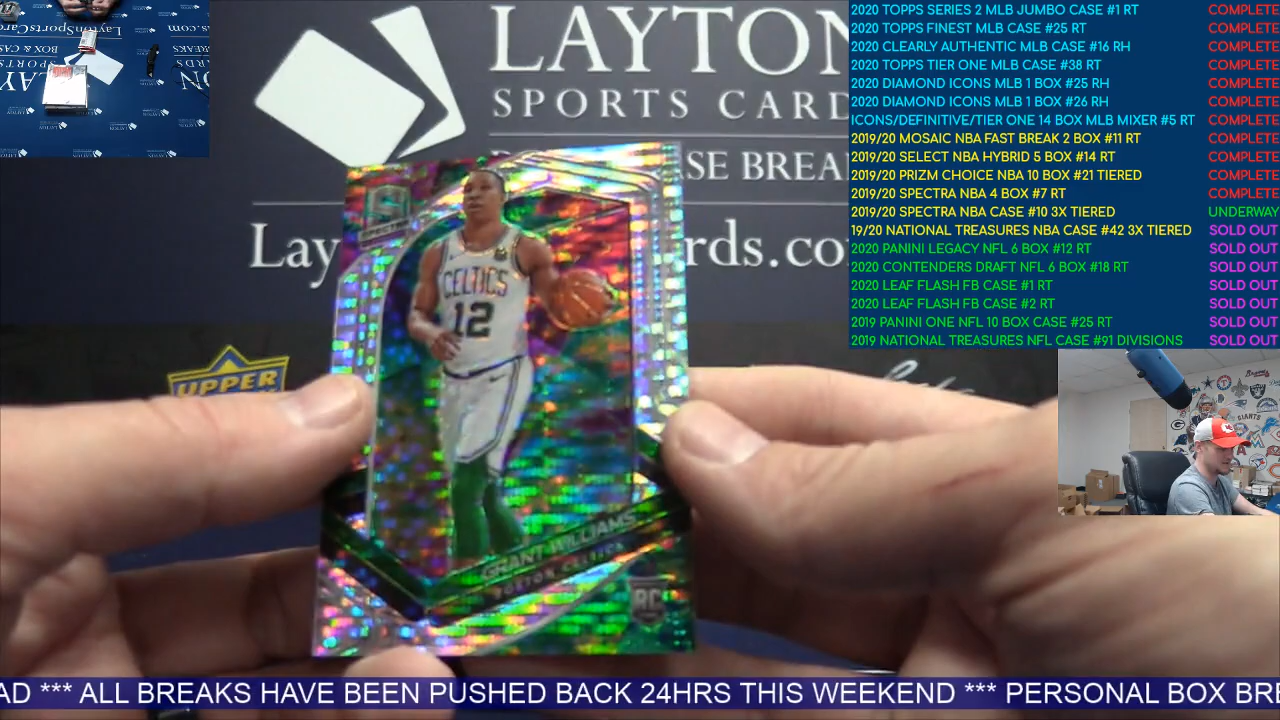 LAYTON
SPORTS CARD
SE BREA
Lay
rds.co
UPPER
SPECTRA
CELTICS
12
GRANT WILLIAMS
BOSTON CELTICS
RC
2020 TOPPS SERIES 2 MLB JUMBO CASE #1 RT COMPLETE
2020 TOPPS FINEST MLB CASE #25 RT COMPLETE
2020 CLEARLY AUTHENTIC MLB CASE #16 RH COMPLETE
2020 TOPPS TIER ONE MLB CASE #38 RT COMPLETE
2020 DIAMOND ICONS MLB 1 BOX #25 RH COMPLETE
2020 DIAMOND ICONS MLB 1 BOX #26 RH COMPLETE
ICONS/DEFINITIVE/TIER ONE 14 BOX MLB MIXER #5 RT COMPLETE
2019/20 MOSAIC NBA FAST BREAK 2 BOX #11 RT COMPLETE
2019/20 SELECT NBA HYBRID 5 BOX #14 RT COMPLETE
2019/20 PRIZM CHOICE NBA 10 BOX #21 TIERED COMPLETE
2019/20 SPECTRA NBA 4 BOX #7 RT COMPLETE
2019/20 SPECTRA NBA CASE #10 3X TIERED UNDERWAY
19/20 NATIONAL TREASURES NBA CASE #42 3X TIERED SOLD OUT
2020 PANINI LEGACY NFL 6 BOX #12 RT SOLD OUT
2020 CONTENDERS DRAFT NFL 6 BOX #18 RT SOLD OUT
2020 LEAF FLASH FB CASE #1 RT SOLD OUT
2020 LEAF FLASH FB CASE #2 RT SOLD OUT
2019 PANINI ONE NFL 10 BOX CASE #25 RT SOLD OUT
2019 NATIONAL TREASURES NFL CASE #91 DIVISIONS SOLD OUT
GIANTS
AD *** ALL BREAKS HAVE BEEN PUSHED BACK 24HRS THIS WEEKEND *** PERSONAL BOX BRE